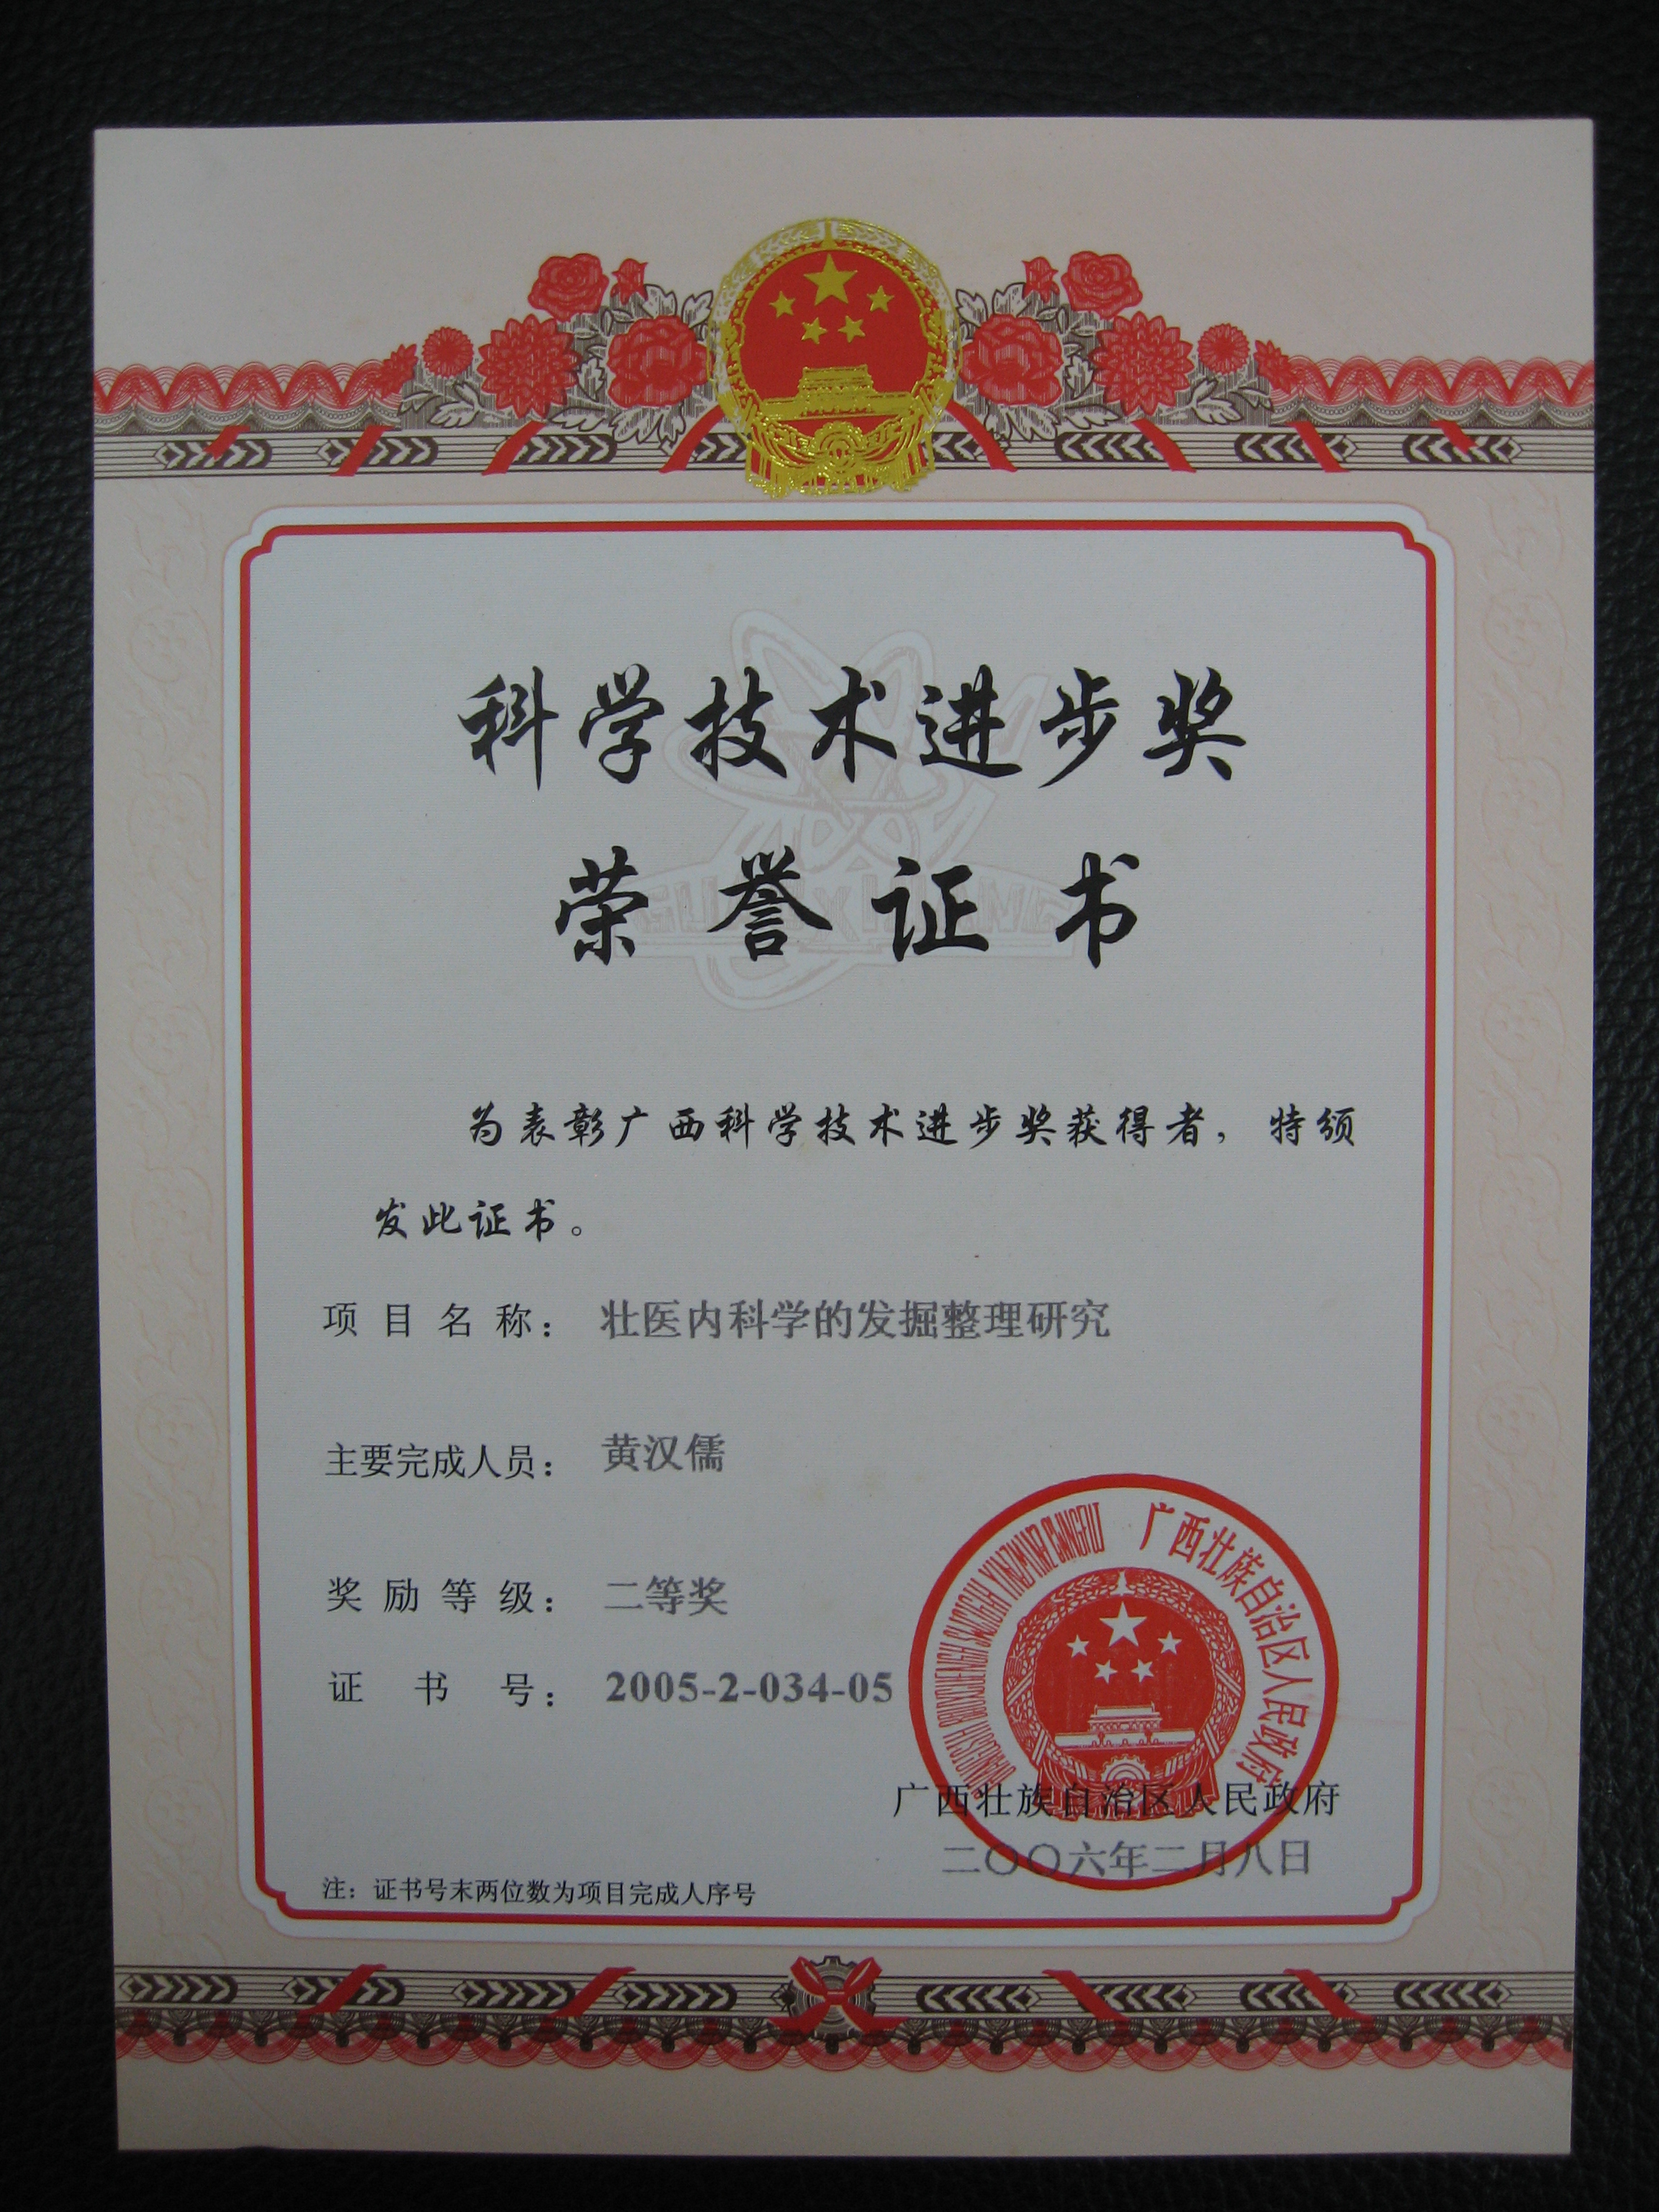 科学技术进步奖
荣誉证书
为表彰广西科学技术进步奖获得者，特颁
发此证书。
项目名称：壮医内科学的发掘整理研究
主要完成人员：黄汉儒
奖励等级：二等奖
证书号：2005-2-034-05
广西壮族自治区人民政府
广西壮族自治区人民政府
二〇〇六年二月八日
注：证书号末两位数为项目完成人序号